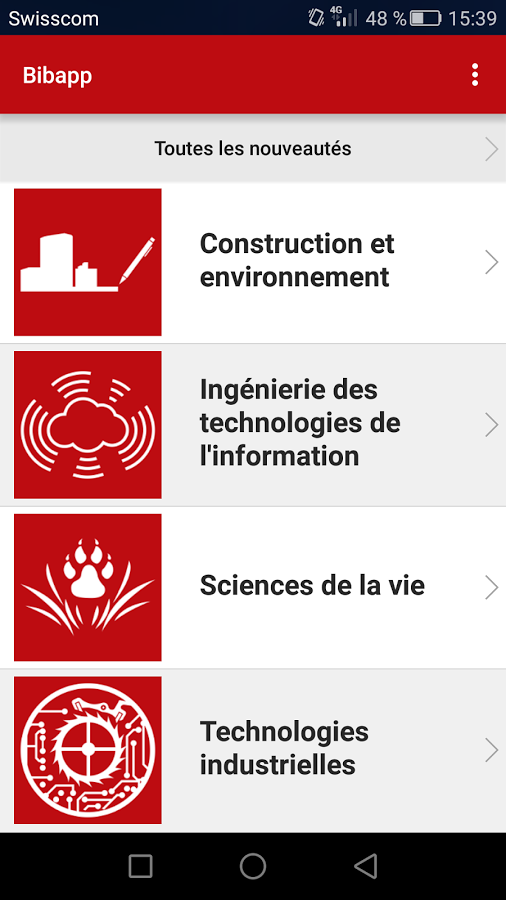 Swisscom 4G 48 % 15:39
Bibapp
Toutes les nouveautés
Construction et
environnement
Ingénierie des
technologies de
l'information
Sciences de la vie
Technologies
industrielles